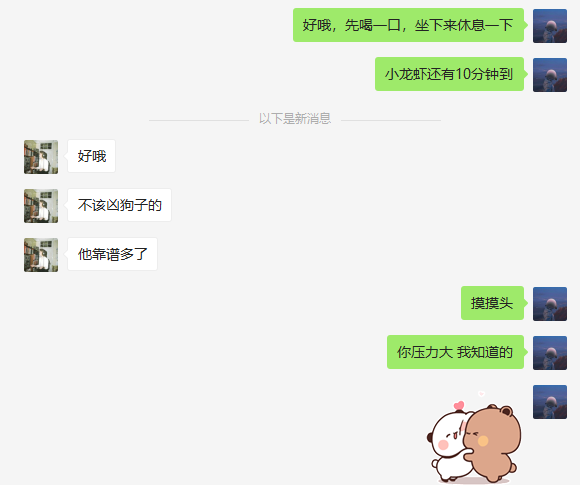 好哦，先喝一口，坐下来休息一下
小龙虾还有10分钟到
以下是新消息
好哦
不该凶狗子的
他靠谱多了
摸摸头
你压力大 我知道的